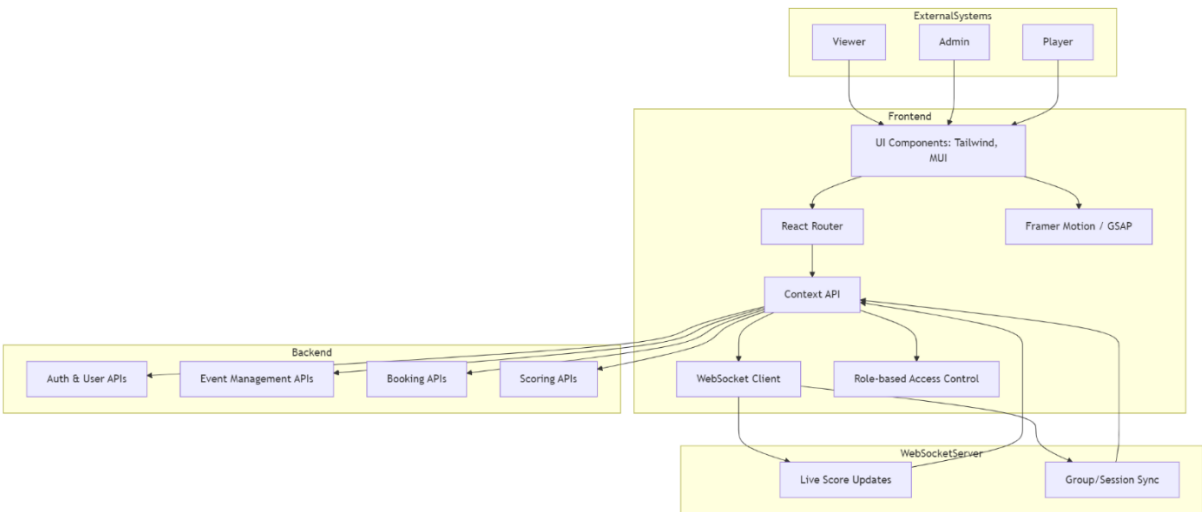 ExternalSystems
Viewer
Admin
Player
Frontend
UI Components: Tailwind,
MUI
React Router
Framer Motion / GSAP
Context API
Backend
Auth & User APIs
Event Management APIs
Booking APIs
Scoring APIs
WebSocket Client
Role-based Access Control
WebSocketServer
Live Score Updates
Group/Session Sync